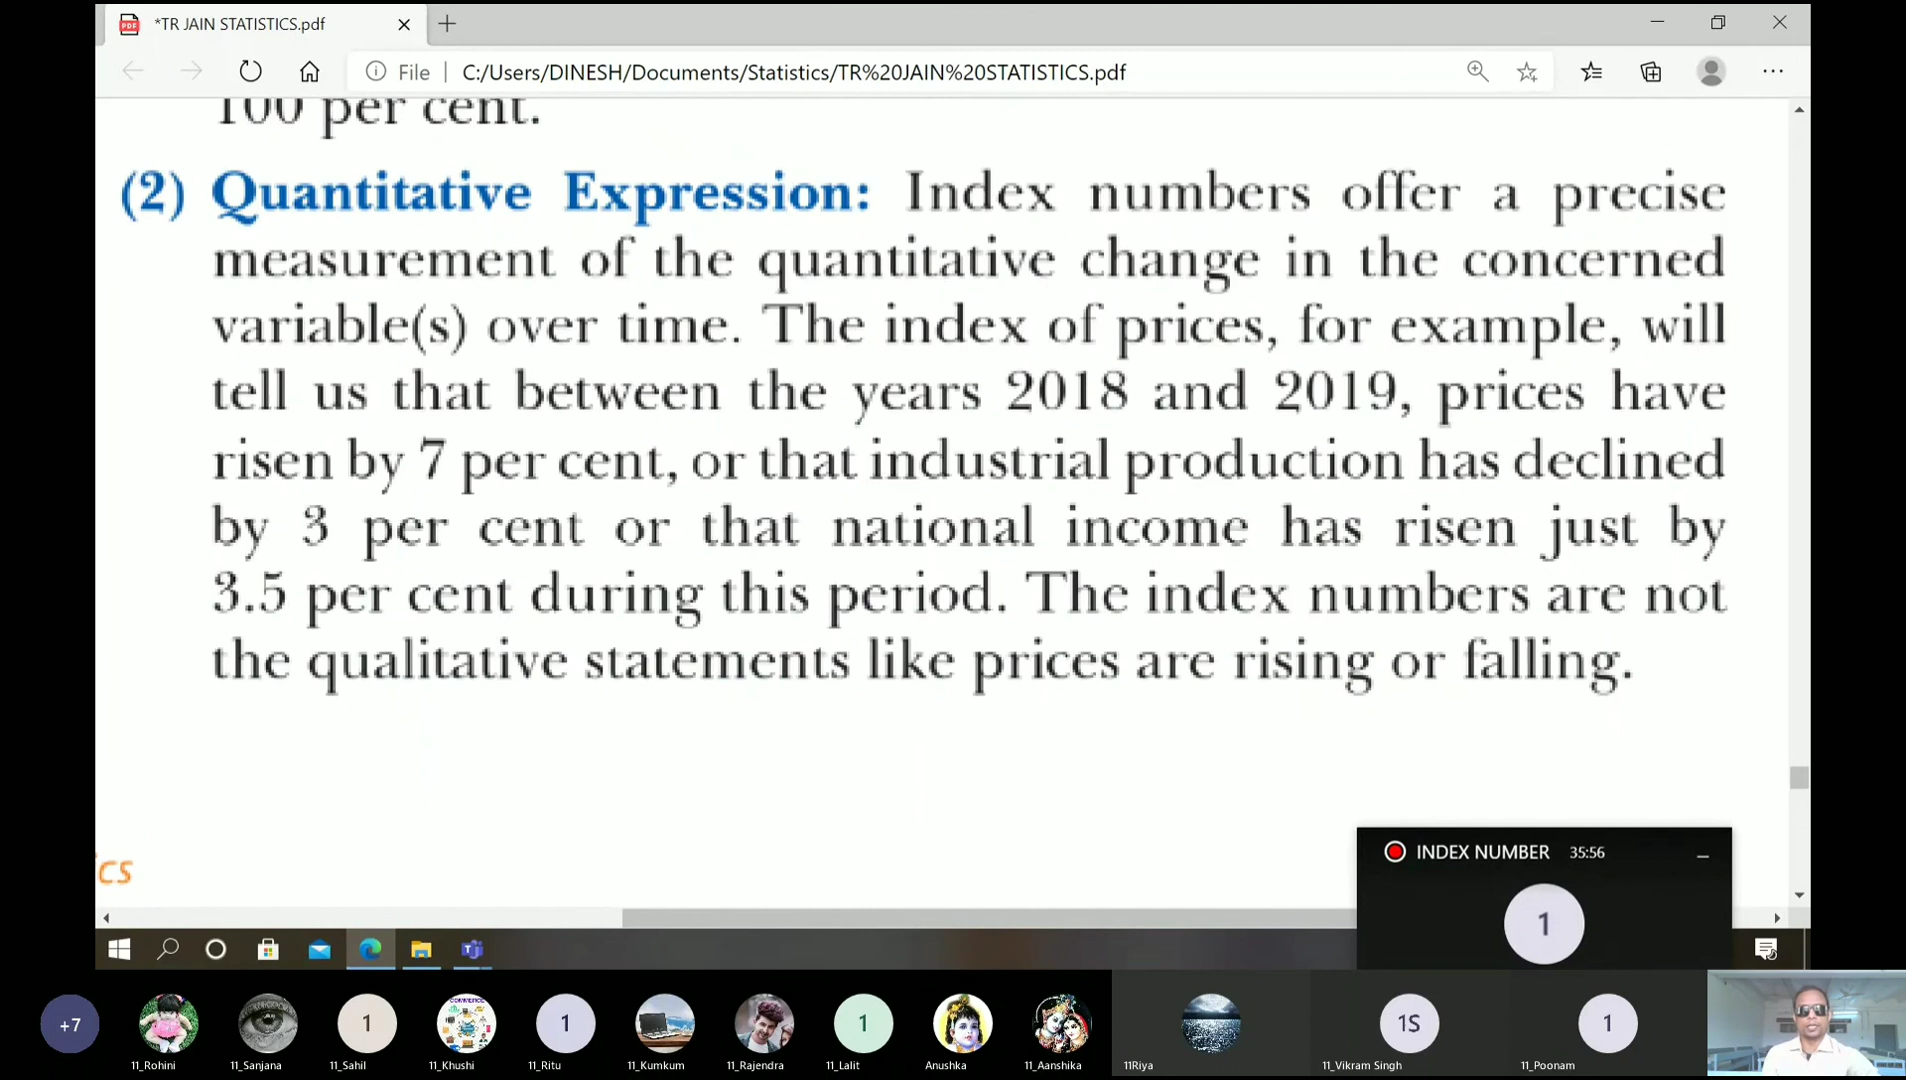 *TR JAIN STATISTICS.pdf
File
C:/Users/DINESH/Documents/Statistics/TR%20JAIN%20STATISTICS.pdf
100 per cent.
(2) Quantitative Expression: Index numbers offer a precise
measurement of the quantitative change in the concerned
variable(s) over time. The index of prices, for example, will
tell us that between the years 2018 and 2019, prices have
risen by 7 per cent, or that industrial production has declined
by 3 per cent or that national income has risen just by
3.5 per cent during this period. The index numbers are not
the qualitative statements like prices are rising or falling.
cs
INDEX NUMBER 35:56
1
+7
1
COMMERCE
1
1
1S
1
11_Rohini
11_Sanjana
11_Sahil
11_Khushi
11_Ritu
11_Kumkum
11_Rajendra
11_Lalit
Anushka
11_Aanshika
11Riya
11_Vikram Singh
11_Poonam